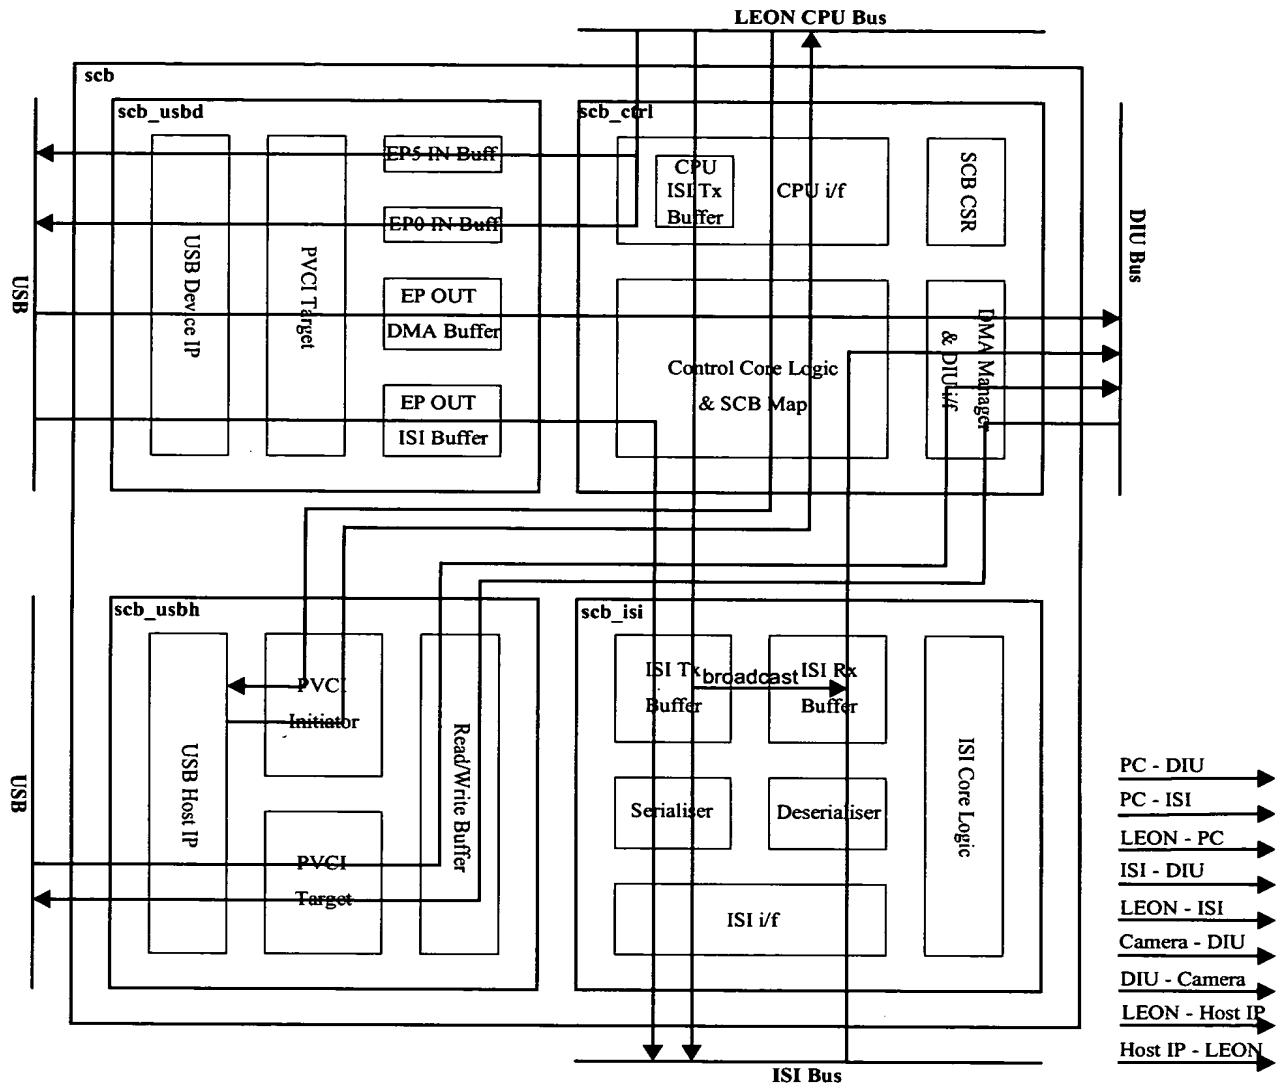 LEON CPU Bus
scb
scb_usbd
USB Device IP
PVCI Target
EP5 IN Buff
EP0 IN Buff
EP OUT
DMA Buffer
EP OUT
ISI Buffer
USB
scb_ctrl
CPU
ISI Tx
Buffer
CPU i/f
SCB CSR
Control Core Logic
& SCB Map
DMA Manager
& DIU i/f
DIU Bus
scb_usbh
USB Host IP
PVCI
Initiator
PVCI
Target
Read/Write Buffer
USB
scb_isi
ISI Tx
Buffer
broadcast
ISI Rx
Buffer
Serialiser
Deserialiser
ISI i/f
ISI Core Logic
ISI Bus
PC - DIU
PC - ISI
LEON - PC
ISI - DIU
LEON - ISI
Camera - DIU
DIU - Camera
LEON - Host IP
Host IP - LEON